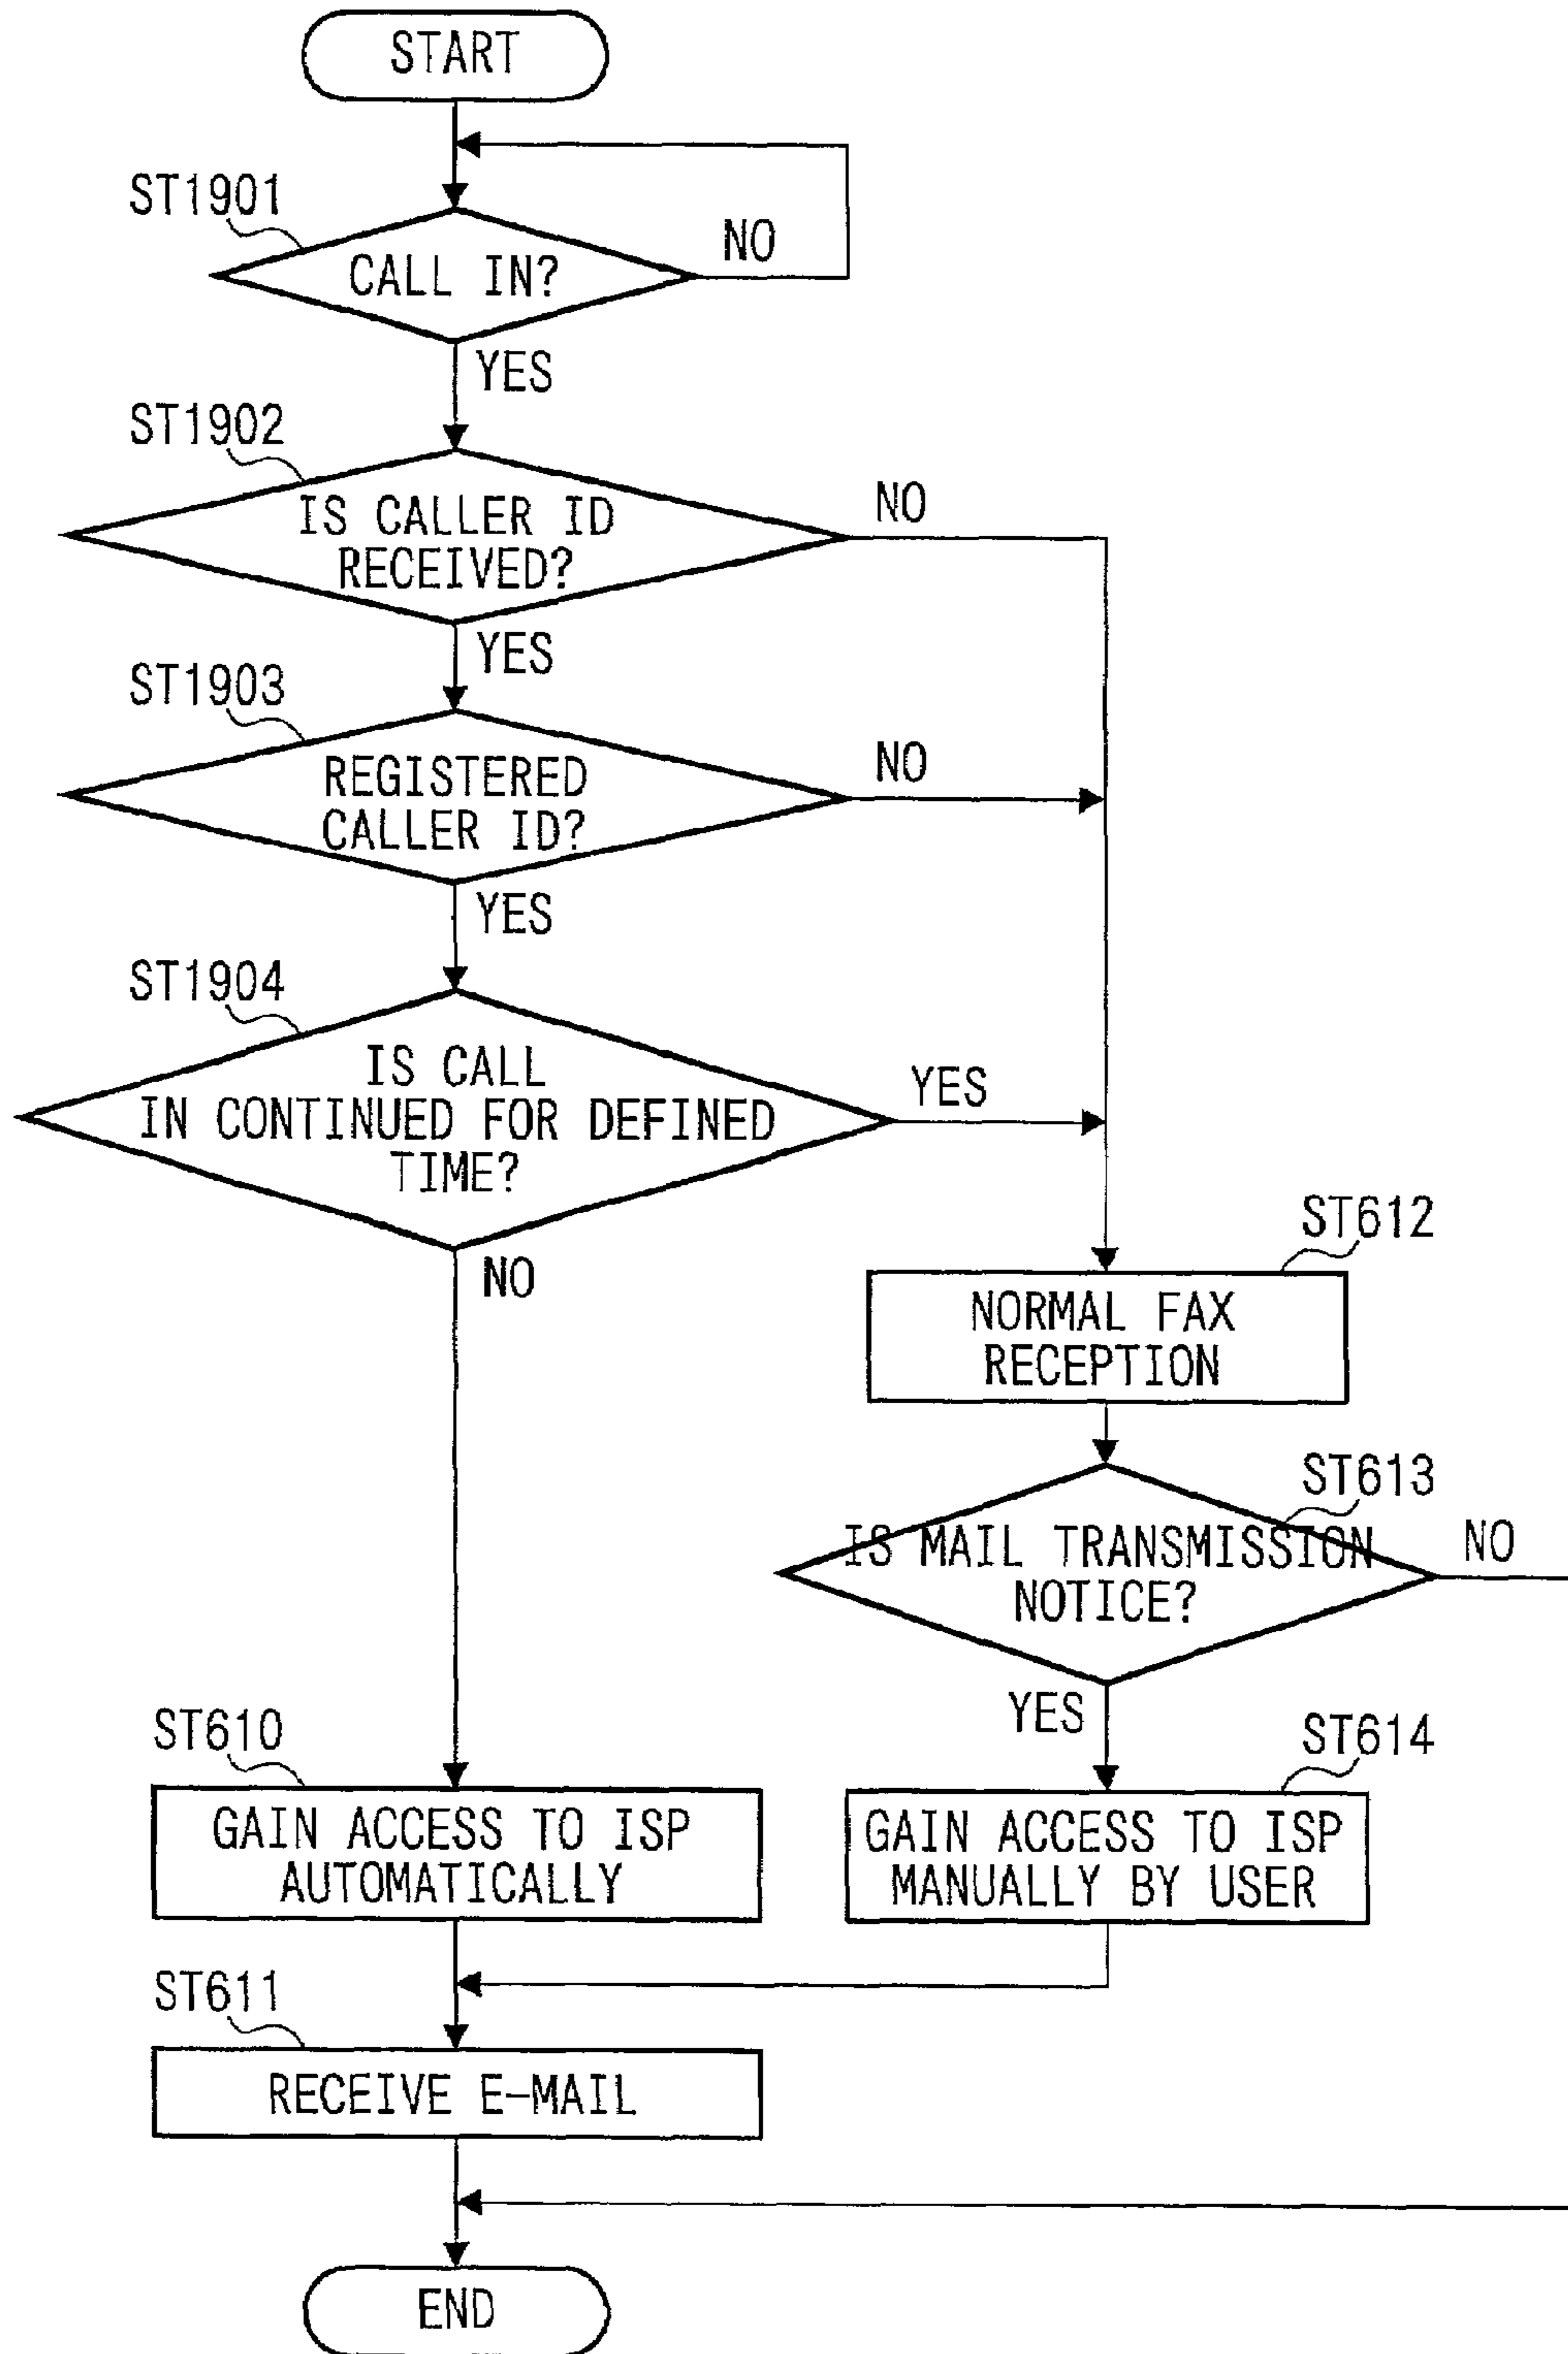 START
ST1901
CALL IN?
NO
YES
ST1902
IS CALLER ID
RECEIVED?
NO
YES
ST1903
REGISTERED
CALLER ID?
NO
YES
ST1904
IS CALL
IN CONTINUED FOR DEFINED
TIME?
YES
NO
ST612
NORMAL FAX
RECEPTION
ST613
IS MAIL TRANSMISSION
NOTICE?
NO
YES
ST610
GAIN ACCESS TO ISP
AUTOMATICALLY
ST614
GAIN ACCESS TO ISP
MANUALLY BY USER
ST611
RECEIVE E-MAIL
END